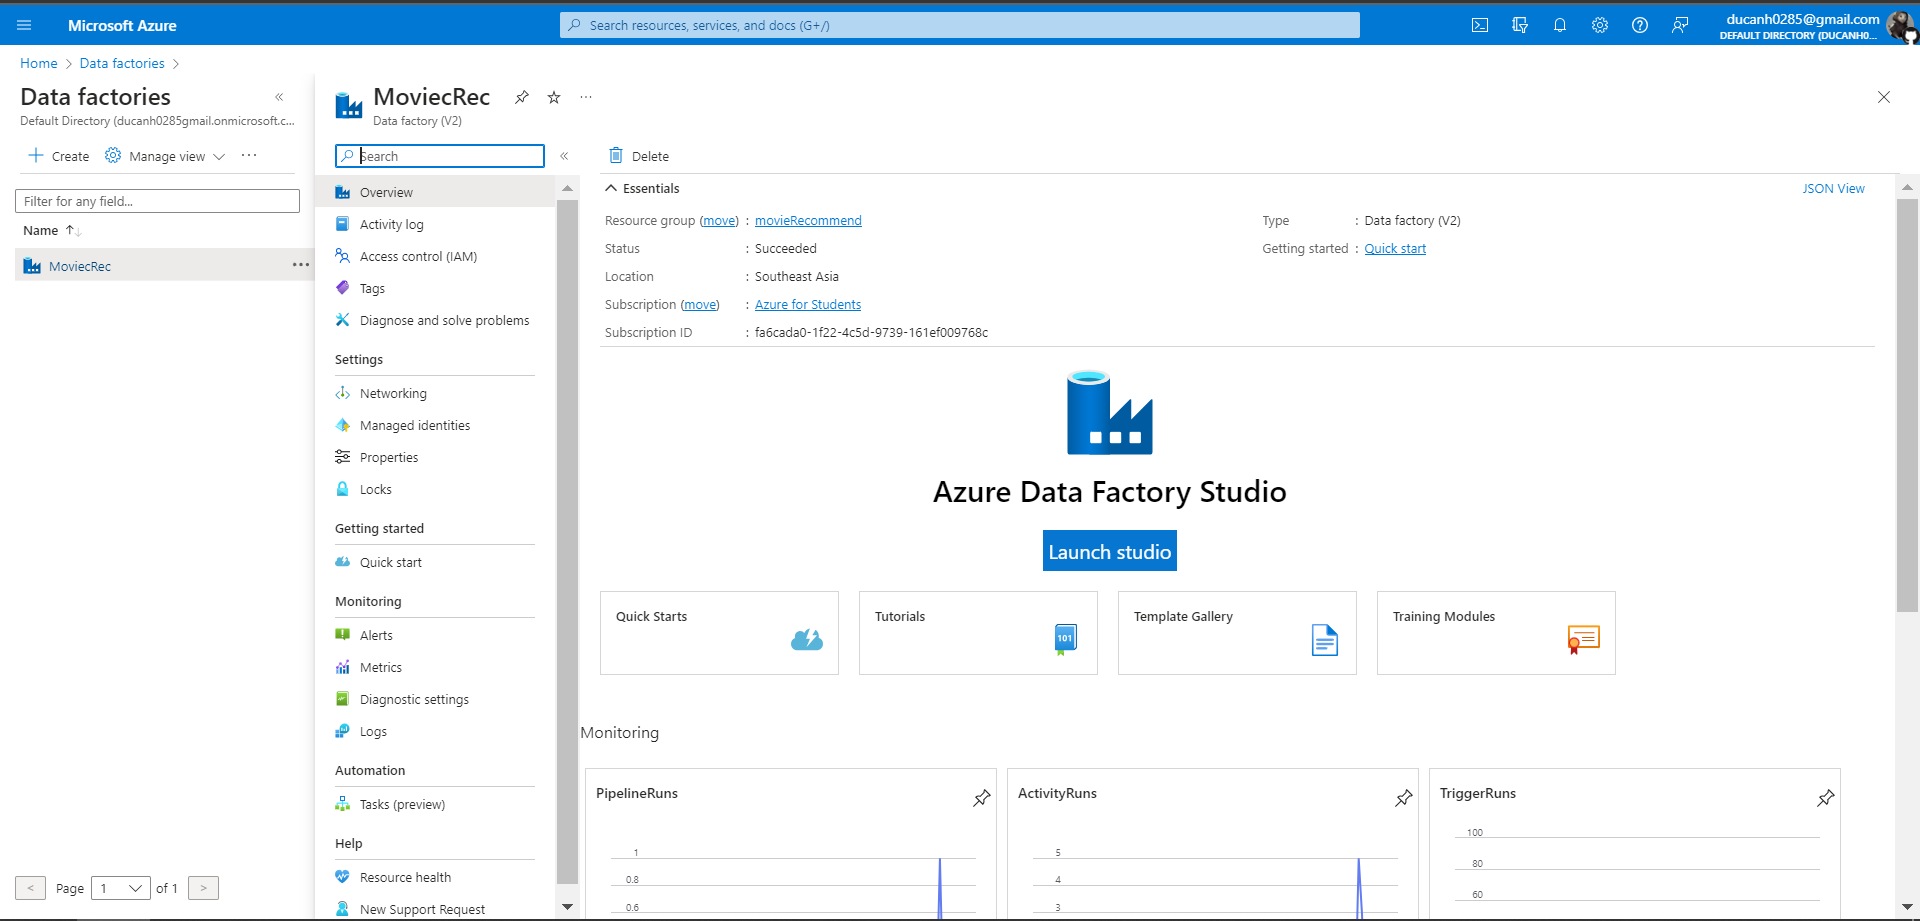 Microsoft Azure
Search resources, services, and docs (G+/)
ducanh0285@gmail.com
DEFAULT DIRECTORY (DUCANH0...
Home
Data factories
Data factories
Default Directory (ducanh0285gmail.onmicrosoft.c...
Create
Manage view
Filter for any field...
Name
MoviecRec
< Page 1 of 1 >
MoviecRec
Data factory (V2)
Search
Overview
Activity log
Access control (IAM)
Tags
Diagnose and solve problems
Settings
Networking
Managed identities
Properties
Locks
Getting started
Quick start
Monitoring
Alerts
Metrics
Diagnostic settings
Logs
Automation
Tasks (preview)
Help
Resource health
New Support Request
Delete
Essentials
JSON View
Resource group (move) : movieRecommend
Status : Succeeded
Location : Southeast Asia
Subscription (move) : Azure for Students
Subscription ID : fa6cada0-1f22-4c5d-9739-161ef009768c
Type : Data factory (V2)
Getting started : Quick start
Azure Data Factory Studio
Launch studio
Quick Starts
Tutorials
101
Template Gallery
Training Modules
Monitoring
PipelineRuns
1
0.8
0.6
ActivityRuns
5
4
3
TriggerRuns
100
80
60